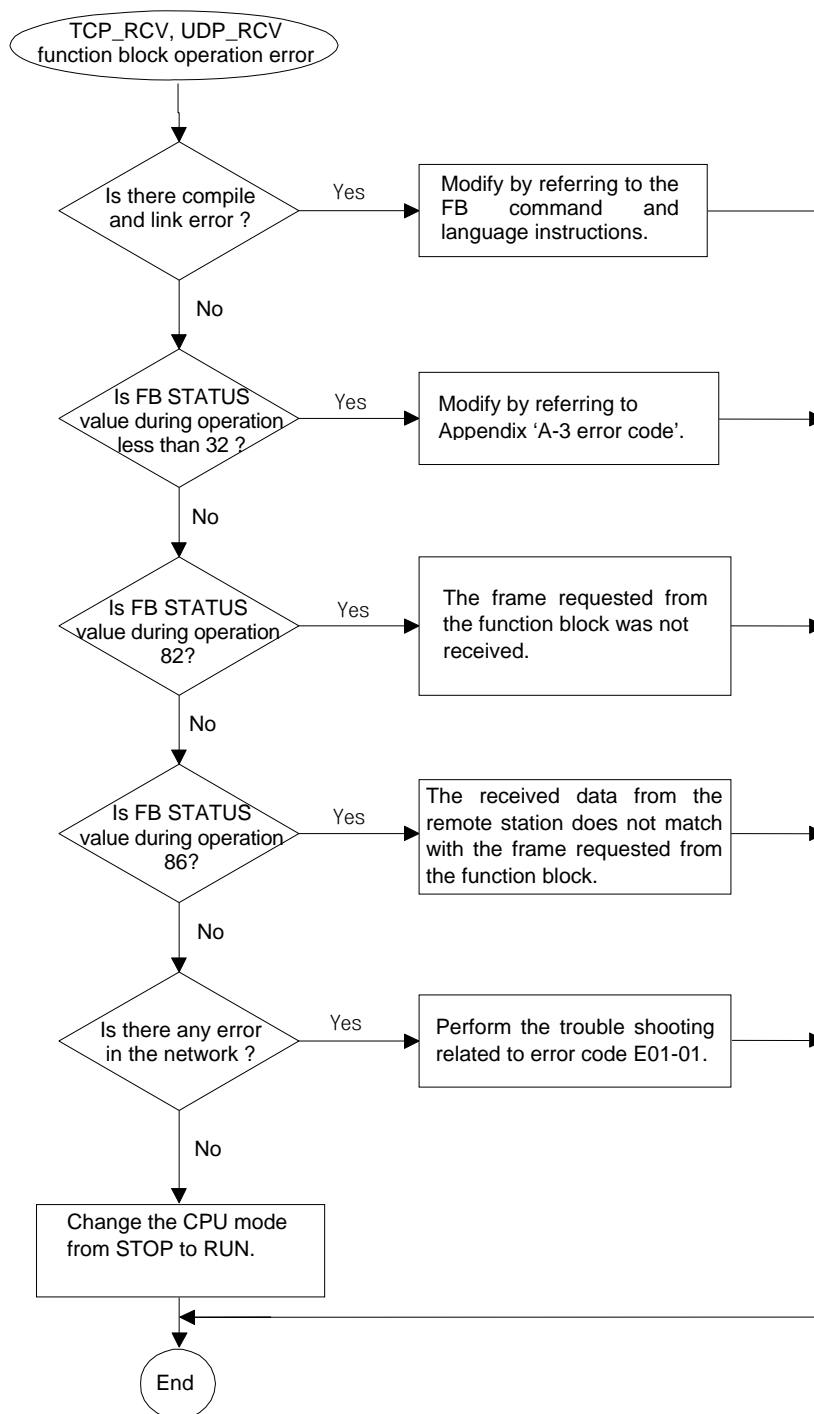 TCP_RCV, UDP_RCV
function block operation error
Is there compile
and link error ?
Yes
Modify by referring to the
FB command and
language instructions.
No
Is FB STATUS
value during operation
less than 32 ?
Yes
Modify by referring to
Appendix ‘A-3 error code’.
No
Is FB STATUS
value during operation
82?
Yes
The frame requested from
the function block was not
received.
No
Is FB STATUS
value during operation
86?
Yes
The received data from the
remote station does not match
with the frame requested from
the function block.
No
Is there any error
in the network ?
Yes
Perform the trouble shooting
related to error code E01-01.
No
Change the CPU mode
from STOP to RUN.
End